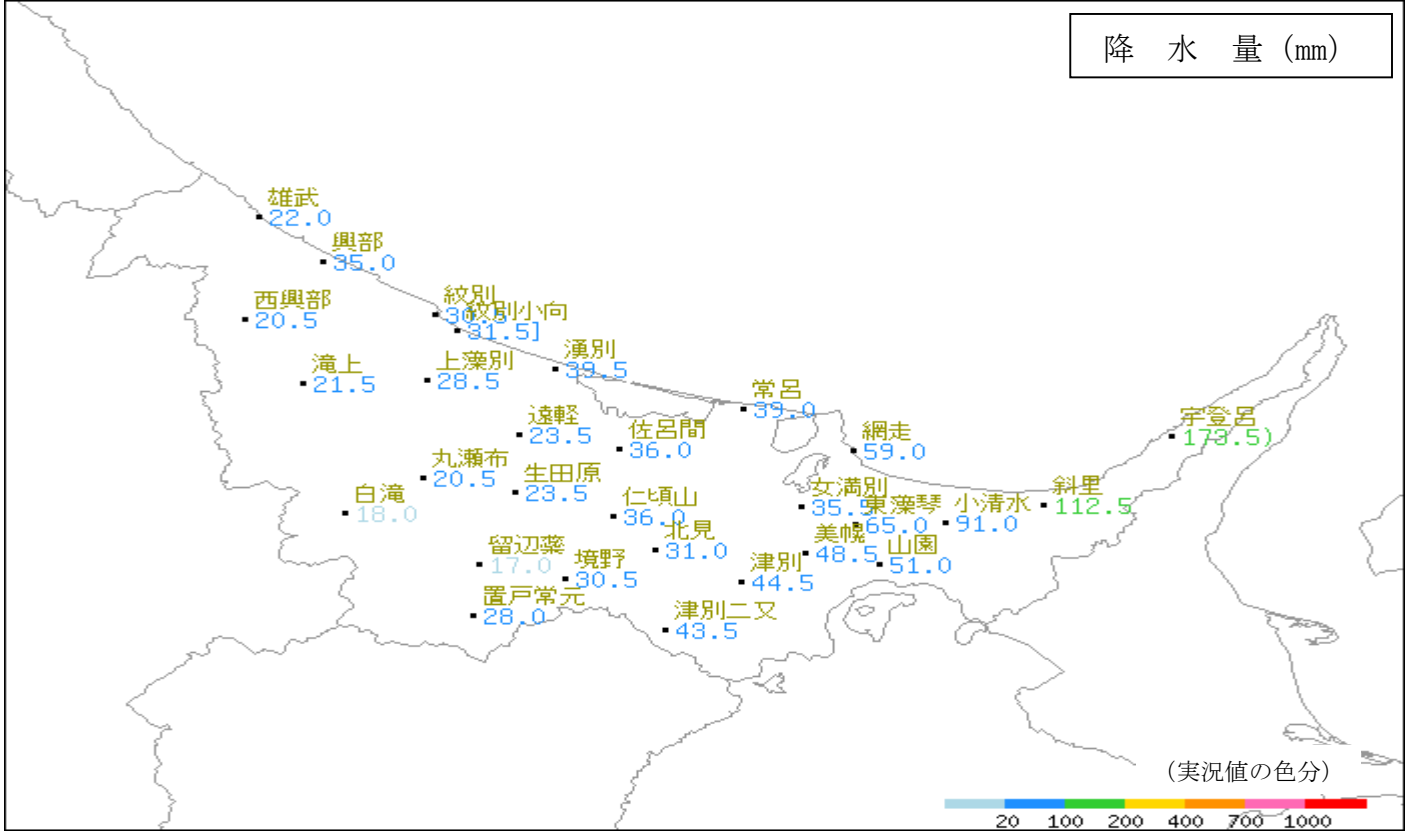 降 水 量 (mm)
雄武
22.0
興部
35.0
西興部
20.5
紋別
30.5
紋別小向
31.5]
滝上
21.5
上藻別
28.5
湧別
39.5
常呂
39.0
遠軽
23.5
佐呂間
36.0
網走
59.0
宇登呂
173.5)
丸瀬布
20.5
生田原
23.5
白滝
18.0
仁頃山
36.0
女満別
35.5
東藻琴
65.0
小清水
91.0
斜里
112.5
北見
31.0
美幌
48.5
山園
51.0
留辺蘂
17.0
境野
30.5
津別
44.5
置戸常元
28.0
津別二又
43.5
(実況値の色分)
20 100 200 400 700 1000